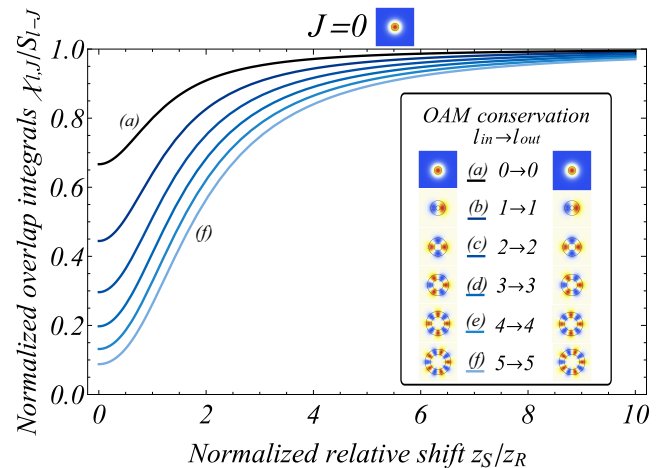 J=0
Normalized overlap integrals χl,J/Sl-J
1.0
0.8
0.6
0.4
0.2
0.0
(a)
(f)
OAM conservation
lin→lout
(a) 0→0
(b) 1→1
(c) 2→2
(d) 3→3
(e) 4→4
(f) 5→5
0 2 4 6 8 10
Normalized relative shift zS/zR